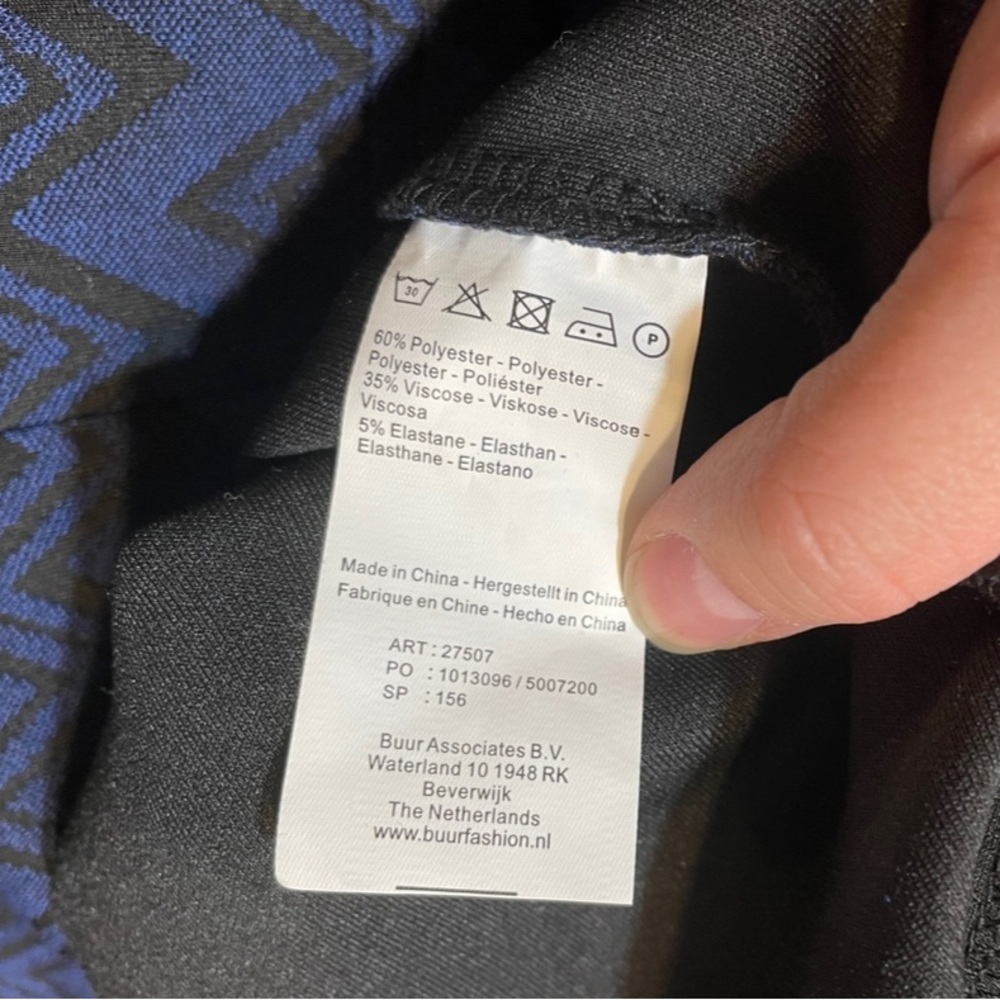 30
P
60% Polyester - Polyester -
Polyester - Poliéster
35% Viscose - Viskose - Viscose -
Viscosa
5% Elastane - Elasthan -
Elasthane - Elastano
Made in China - Hergestellt in China
Fabrique en Chine - Hecho en China
ART : 27507
PO : 1013096 / 5007200
SP : 156
Buur Associates B.V.
Waterland 10 1948 RK
Beverwijk
The Netherlands
www.buurfashion.nl